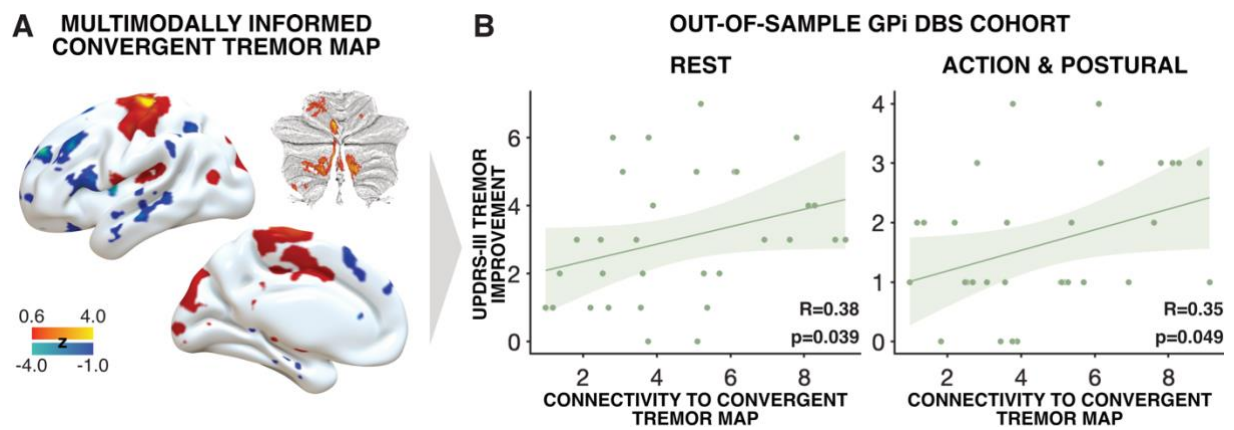 A
MULTIMODALLY INFORMED
CONVERGENT TREMOR MAP
0.6 4.0
z
-4.0 -1.0
B
OUT-OF-SAMPLE GPi DBS COHORT
REST
UPDRS-III TREMOR
IMPROVEMENT
6
4
2
0
R=0.38
p=0.039
2 4 6 8
CONNECTIVITY TO CONVERGENT
TREMOR MAP
ACTION & POSTURAL
4
3
2
1
0
R=0.35
p=0.049
2 4 6 8
CONNECTIVITY TO CONVERGENT
TREMOR MAP